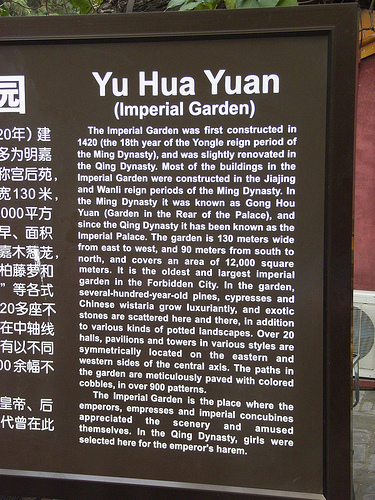 园
Yu Hua Yuan
(Imperial Garden)
20年）建
多为明嘉
称宫后苑，
宽130米，
000平方
早、面积
嘉木葱茏，
柏藤萝和
”等各式
20多座不
在中轴线
有以不同
00余幅不
皇帝、后
代曾在此
The Imperial Garden was first constructed in
1420 (the 18th year of the Yongle reign period of
the Ming Dynasty), and was slightly renovated in
the Qing Dynasty. Most of the buildings in the
Imperial Garden were constructed in the Jiajing
and Wanli reign periods of the Ming Dynasty. In
the Ming Dynasty it was known as Gong Hou
Yuan (Garden in the Rear of the Palace), and
since the Qing Dynasty it has been known as the
Imperial Palace. The garden is 130 meters wide
from east to west, and 90 meters from south to
north, and covers an area of 12,000 square
meters. It is the oldest and largest imperial
garden in the Forbidden City. In the garden,
several-hundred-year-old pines, cypresses and
Chinese wistaria grow luxuriantly, and exotic
stones are scattered here and there, in addition
to various kinds of potted landscapes. Over 20
halls, pavilions and towers in various styles are
symmetrically located on the eastern and
western sides of the central axis. The paths in
the garden are meticulously paved with colored
cobbles, in over 900 patterns.
The Imperial Garden is the place where the
emperors, empresses and imperial concubines
appreciated the scenery and amused
themselves. In the Qing Dynasty, girls were
selected here for the emperor's harem.